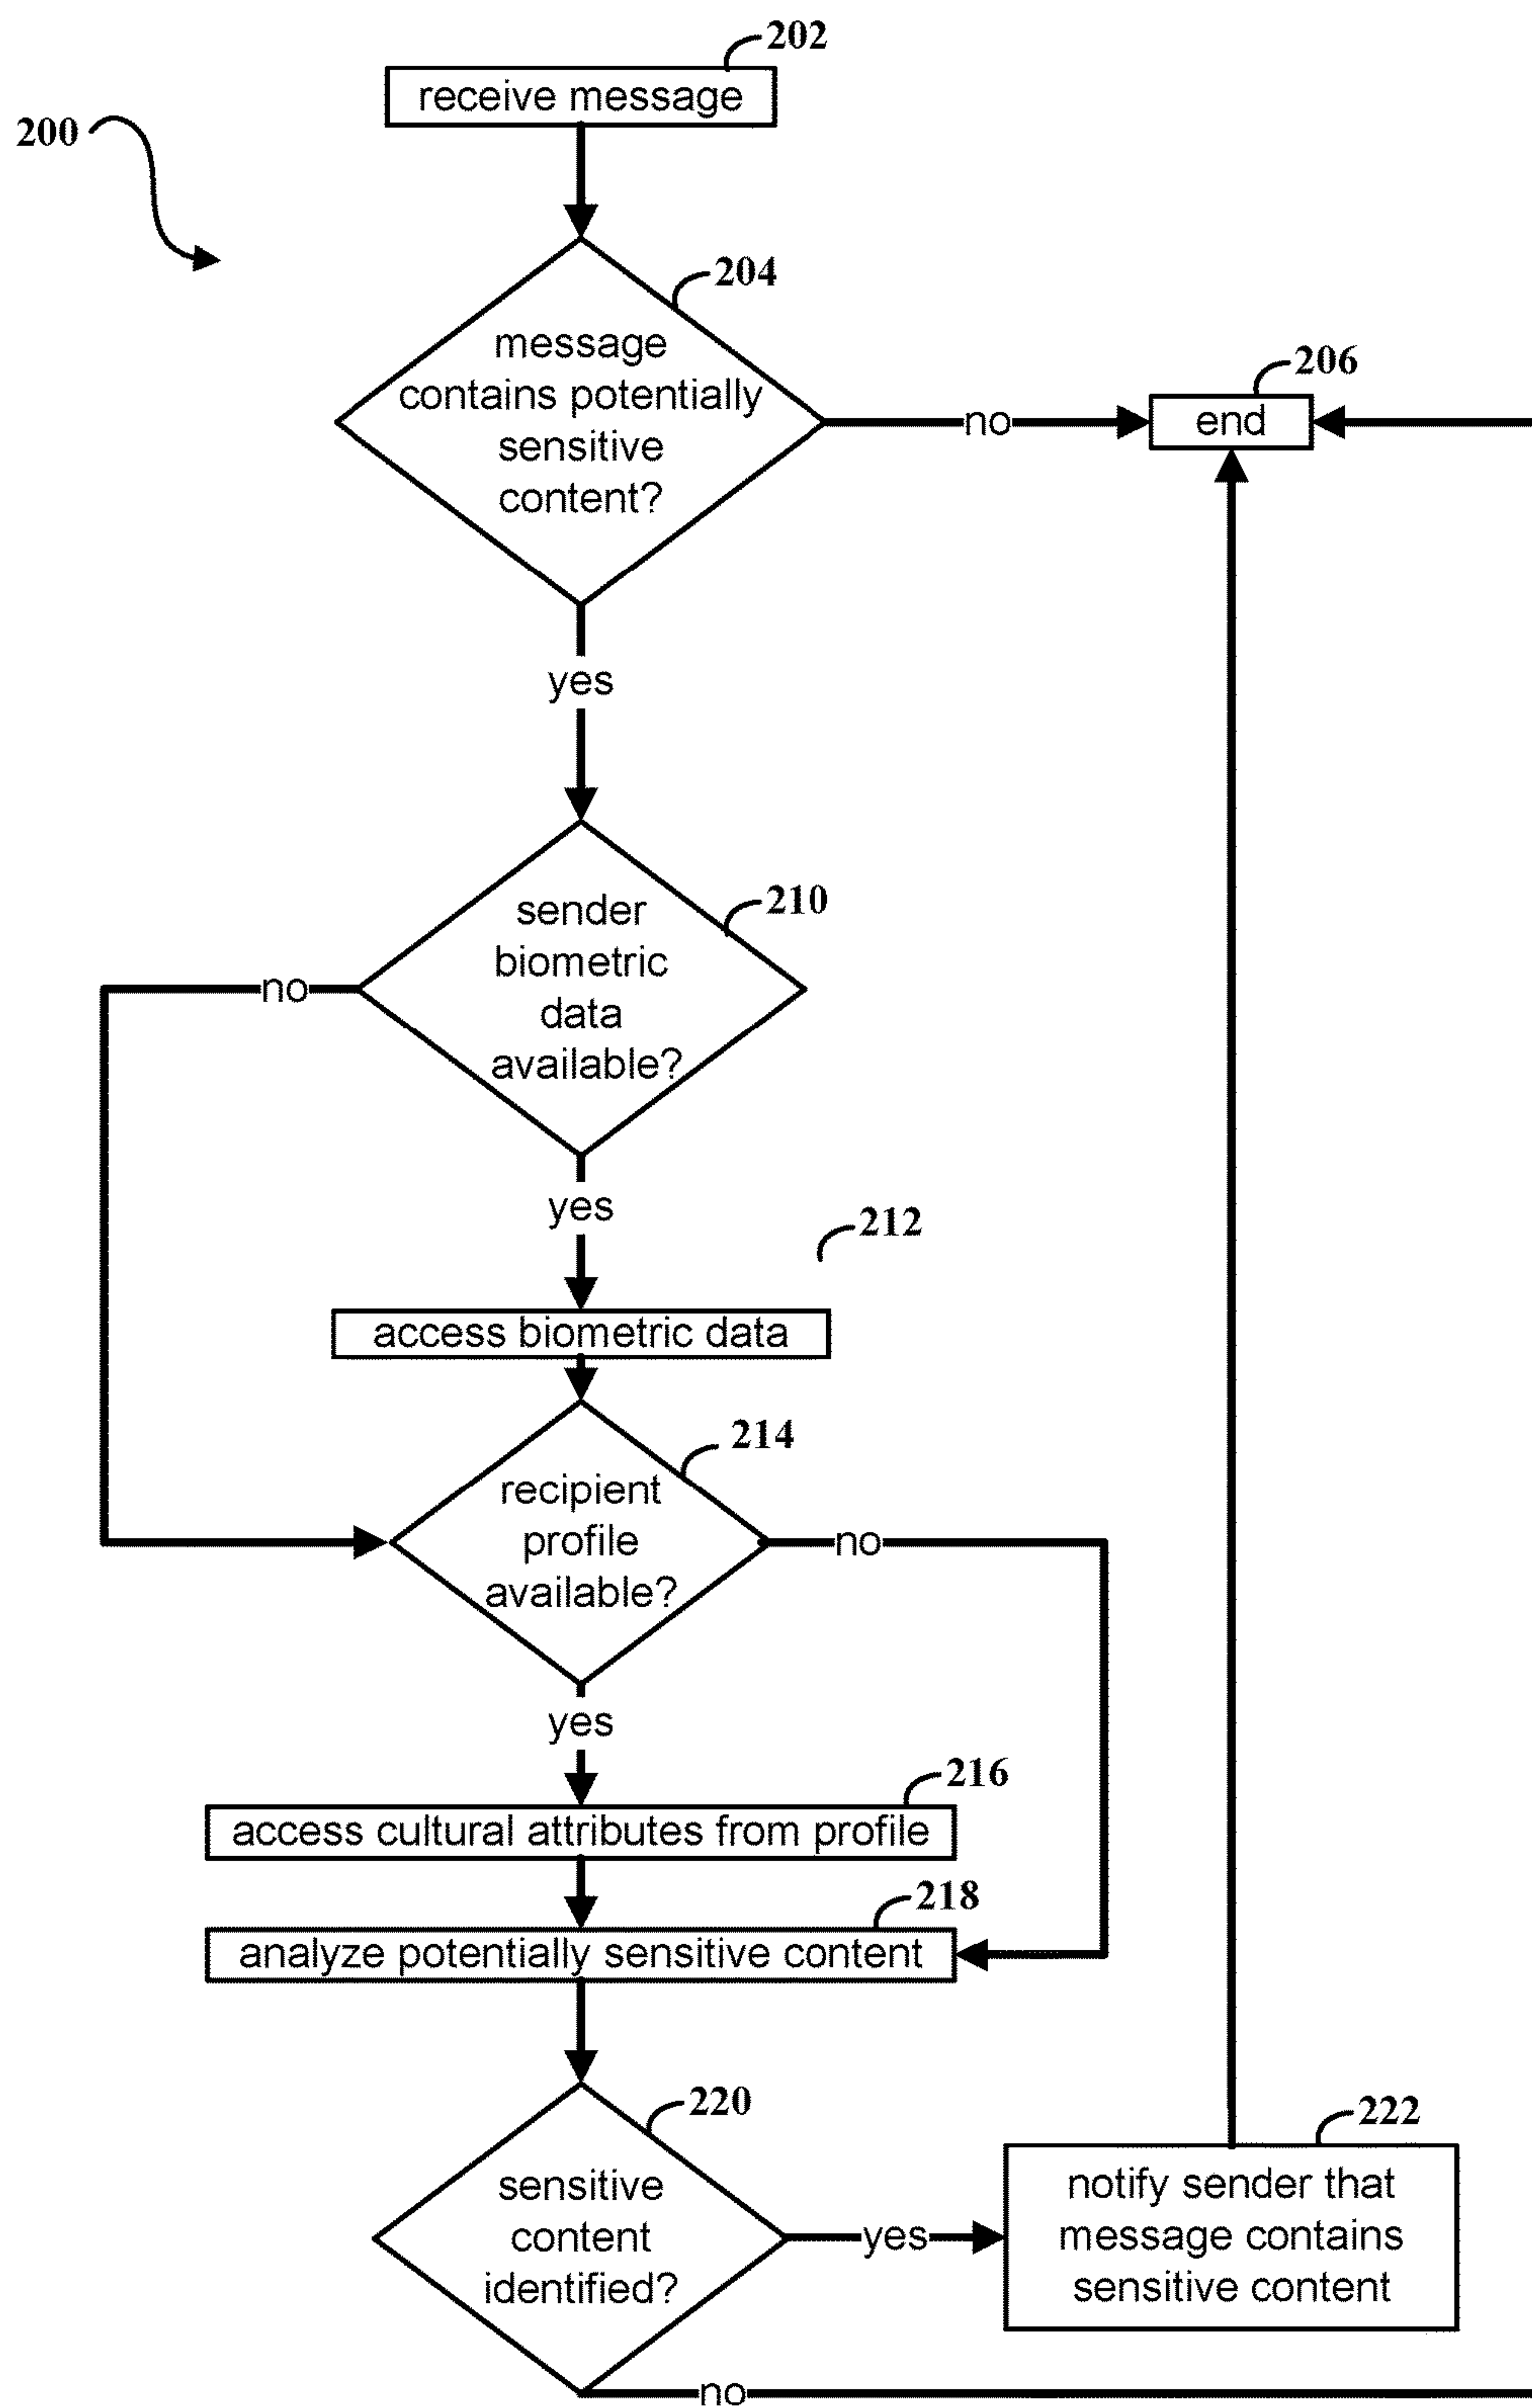 202
receive message
200
204
message
contains potentially
sensitive
content?
no
206
end
yes
210
sender
biometric
data
available?
no
yes
212
access biometric data
214
recipient
profile
available?
no
yes
216
access cultural attributes from profile
218
analyze potentially sensitive content
220
sensitive
content
identified?
yes
222
notify sender that
message contains
sensitive content
no